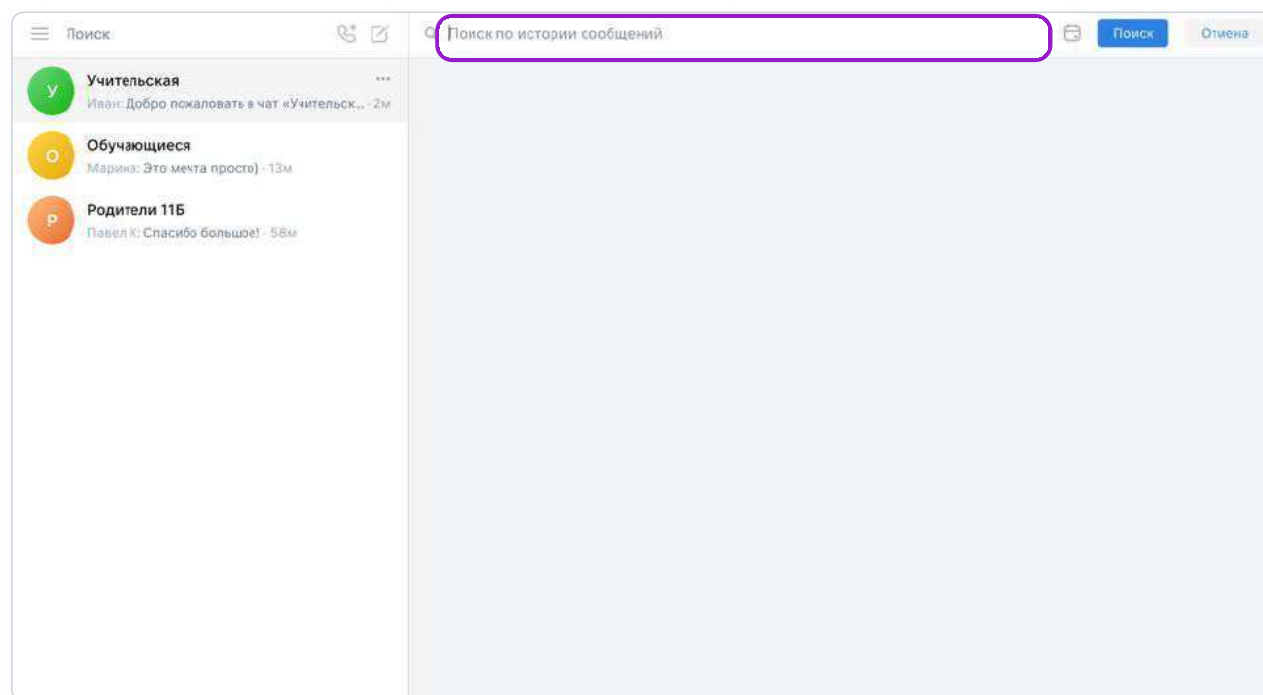 Поиск
Поиск по истории сообщений
Поиск
Отмена
У
Учительская
Иван: Добро пожаловать в чат «Учительск... · 2м
О
Обучающиеся
Марина: Это мечта просто) · 13м
Р
Родители 11Б
Павел К: Спасибо большое! · 58м